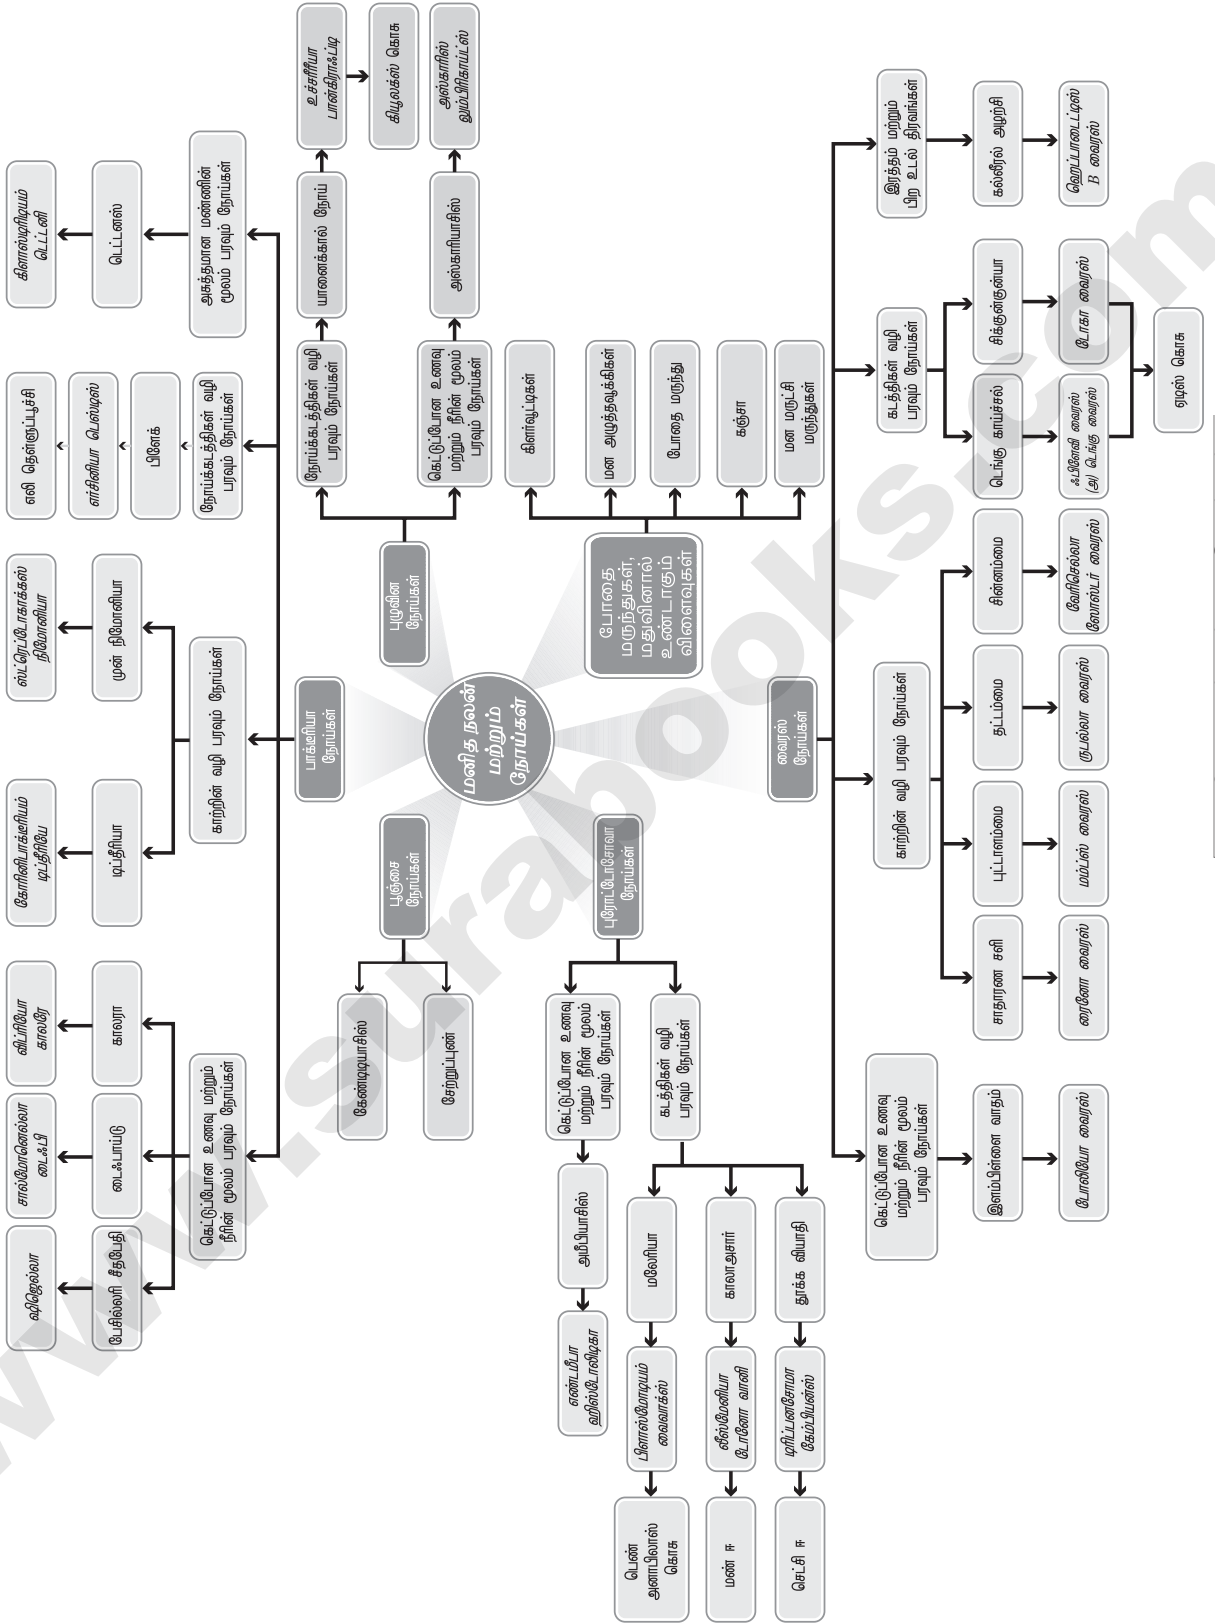 மனித நலன்
மற்றும்
நோய்கள்
பாக்டீரியா
நோய்கள்
கெட்டுப்போன உணவு மற்றும்
நீரின் மூலம் பரவும் நோய்கள்
பேசில்லரி சீதபேதி
ஷிஜெல்லா
டைஃபாய்டு
சால்மோனெல்லா
டைஃபி
காலரா
விப்ரியோ
காலரே
காற்றின் வழி பரவும் நோய்கள்
டிப்தீரியா
கோரினிபாக்டீரியம்
டிப்தீரியே
முன் நிமோனியா
ஸ்ட்ரெப்டோகாக்கஸ்
நிமோனியா
நோய்க்கடத்திகள் வழி
பரவும் நோய்கள்
பிளேக்
எர்சினியா பெஸ்டிஸ்
எலி தெள்ளுப்பூச்சி
அசுத்தமான மண்ணின்
மூலம் பரவும் நோய்கள்
டெட்டனஸ்
கிளாஸ்டிரிடியம்
டெட்டனி
பூஞ்சை
நோய்கள்
கேண்டிடியாசிஸ்
சேற்றுப்புண்
புழுவின
நோய்கள்
நோய்க்கடத்திகள் வழி
பரவும் நோய்கள்
யானைக்கால் நோய்
உச்சரீரியா
பான்கிராஃப்டி
கியூலக்ஸ் கொசு
கெட்டுப்போன உணவு
மற்றும் நீரின் மூலம்
பரவும் நோய்கள்
அஸ்காரியாசிஸ்
அஸ்காரிஸ்
லும்பிரிகாய்ட்ஸ்
போதை
மருந்துகள்,
மதுவினால்
உண்டாகும்
விளைவுகள்
கிளர்வூட்டிகள்
மன அழுத்தவூக்கிகள்
போதை மருந்து
கஞ்சா
மன மருட்சி
மருந்துகள்
புரோட்டோசோவா
நோய்கள்
கெட்டுப்போன உணவு
மற்றும் நீரின் மூலம்
பரவும் நோய்கள்
அமீபியாசிஸ்
எண்டமீபா
ஹிஸ்டோலிடிகா
கடத்திகள் வழி
பரவும் நோய்கள்
மலேரியா
பிளாஸ்மோடியம்
வைவாக்ஸ்
பெண்
அனாபிலஸ்
கொசு
காலாஅசார்
லீஸ்மேனியா
டோனோ வானி
மண் ஈ
தூக்க வியாதி
டிரிப்பனசோமா
கேம்பியன்ஸ்
செட்சி ஈ
வைரஸ்
நோய்கள்
கெட்டுப்போன உணவு
மற்றும் நீரின் மூலம்
பரவும் நோய்கள்
இளம்பிள்ளை வாதம்
போலியோ வைரஸ்
காற்றின் வழி பரவும் நோய்கள்
சாதாரண சளி
ரைனோ வைரஸ்
புட்டாளம்மை
மம்ப்ஸ் வைரஸ்
தட்டம்மை
ருபல்லா வைரஸ்
சின்னம்மை
வேரிசெல்லா
ஸோஸ்டர் வைரஸ்
கடத்திகள் வழி
பரவும் நோய்கள்
டெங்கு காய்ச்சல்
ஃபிளேவி வைரஸ்
(அ) டெங்கு வைரஸ்
சிக்குன்குன்யா
டோகா வைரஸ்
ஏடிஸ் கொசு
இரத்தம் மற்றும்
பிற உடல் திரவங்கள்
கல்லீரல் அழற்சி
ஹெப்பாடைட்டிஸ்
B வைரஸ்
www.surabooks.com